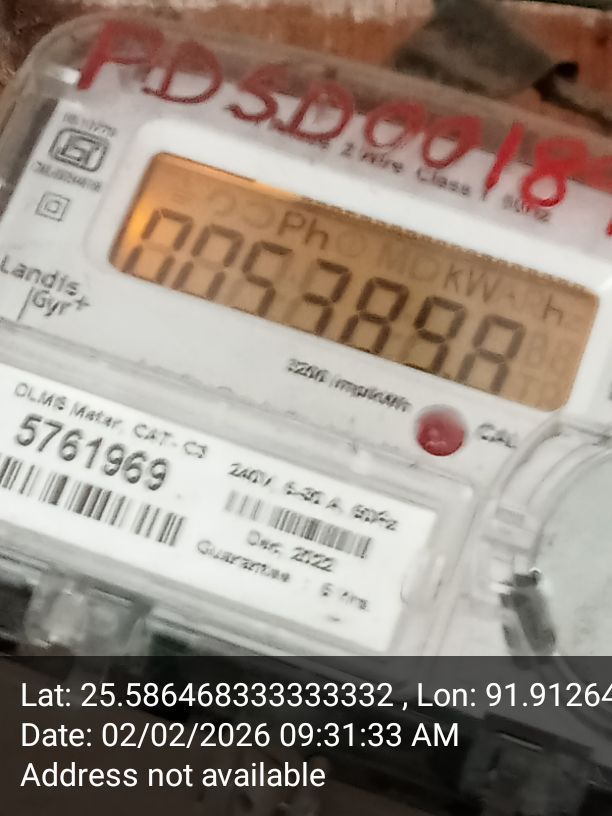 PDSD0018
2 Wire Class 1 50Hz
Ph kWh
005389.8
Landis
Gyr+
3200 imp/kWh
CAL
DLMS Meter, CAT- C3
5761969
240V, 5-30 A, 50Hz
Dec, 2022
Guarantee : 5 Yrs
Lat: 25.586468333333332 , Lon: 91.91264
Date: 02/02/2026 09:31:33 AM
Address not available